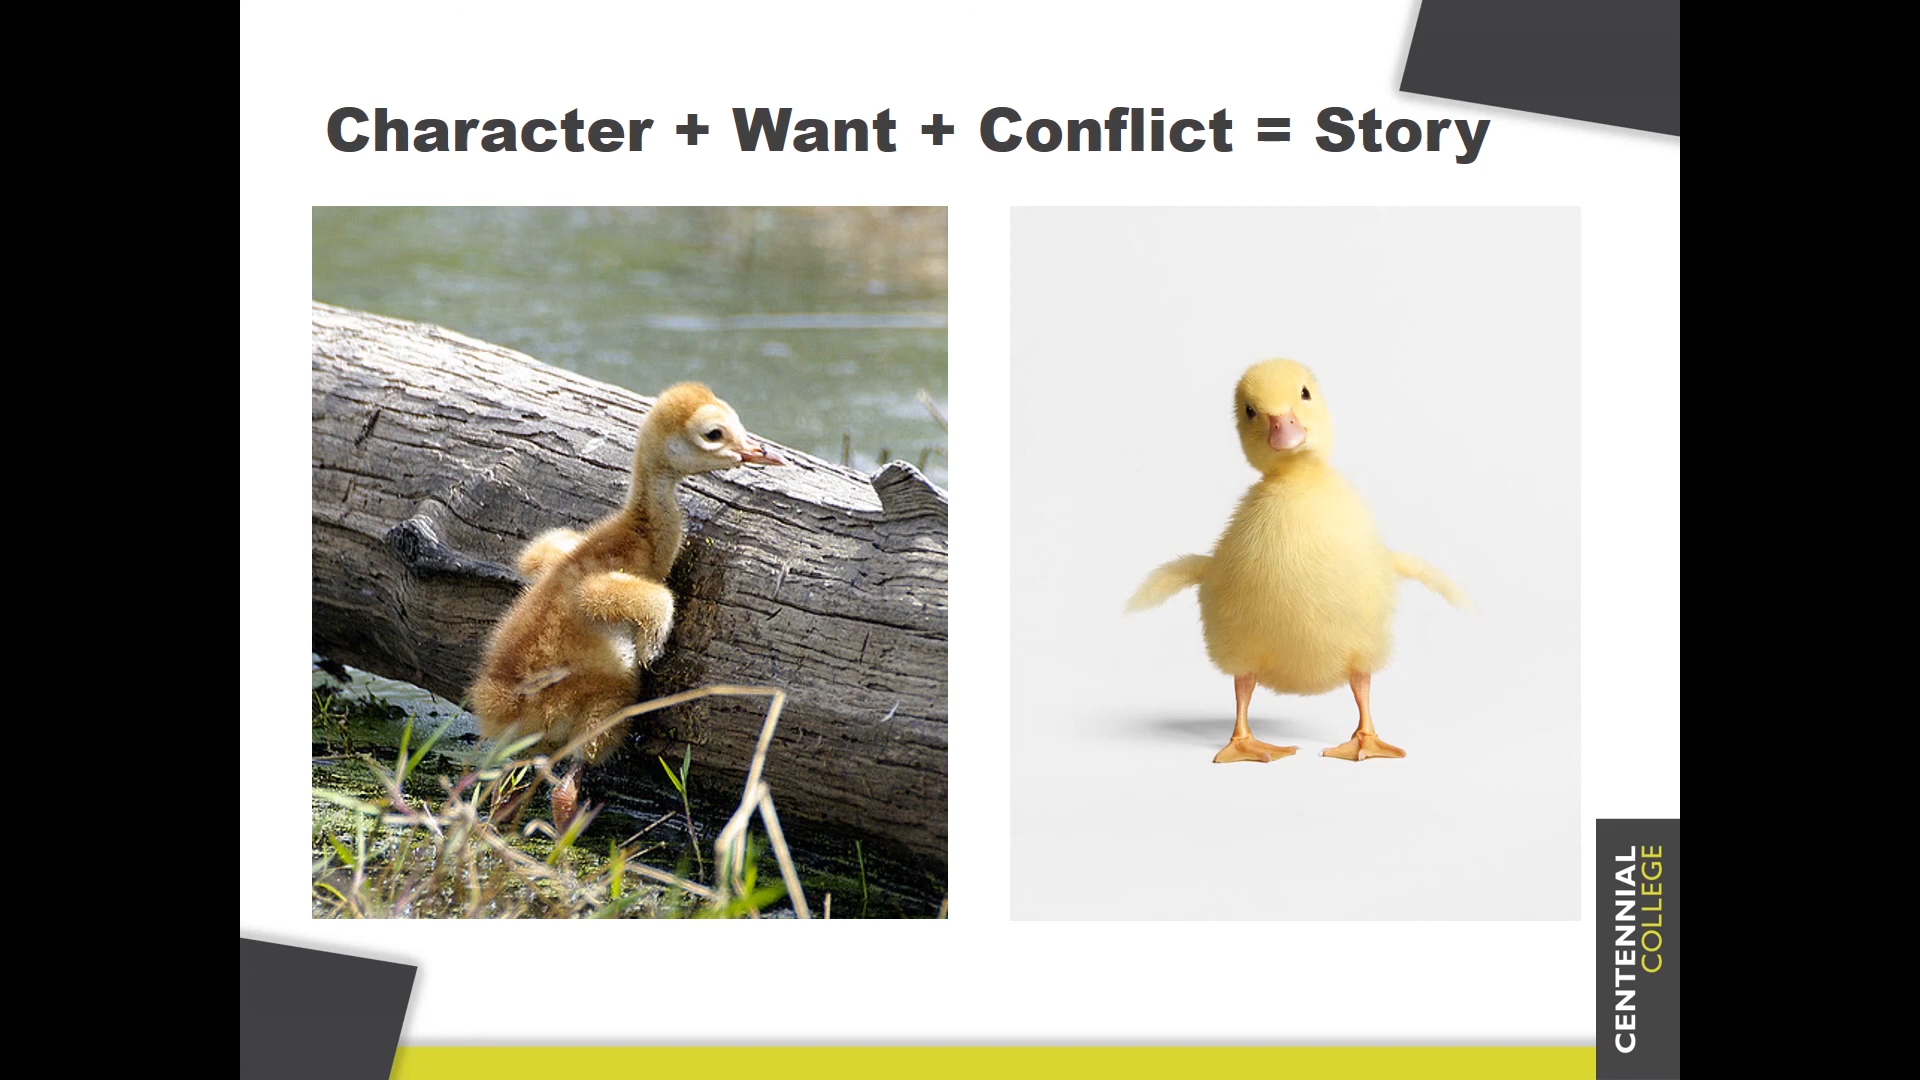 Character + Want + Conflict = Story
CENTENNIAL
COLLEGE